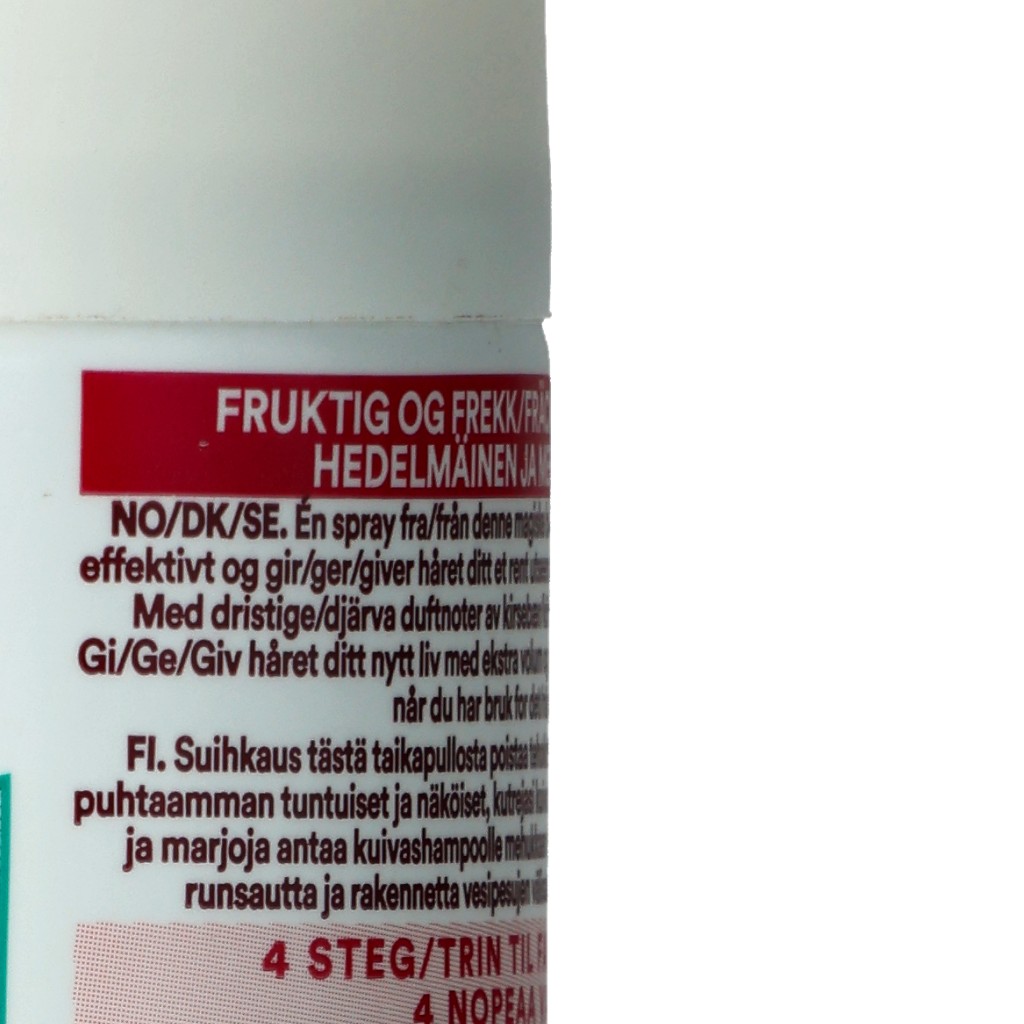 FRUKTIG OG FREKK/
HEDELMÄINEN JA
NO/DK/SE. Én spray fra/från denne
effektivt og gir/ger/giver håret ditt et rent
Med dristige/djärva duftnoter av
Gi/Ge/Giv håret ditt nytt liv med ekstra volum
når du har bruk for det
FI. Suihkaus tästä taikapullosta poistaa
puhtaamman tuntuiset ja näköiset,
ja marjoja antaa kuivashampoolle
runsautta ja rakennetta vesipesujen
4 STEG/TRIN TIL
4 NOPEAA